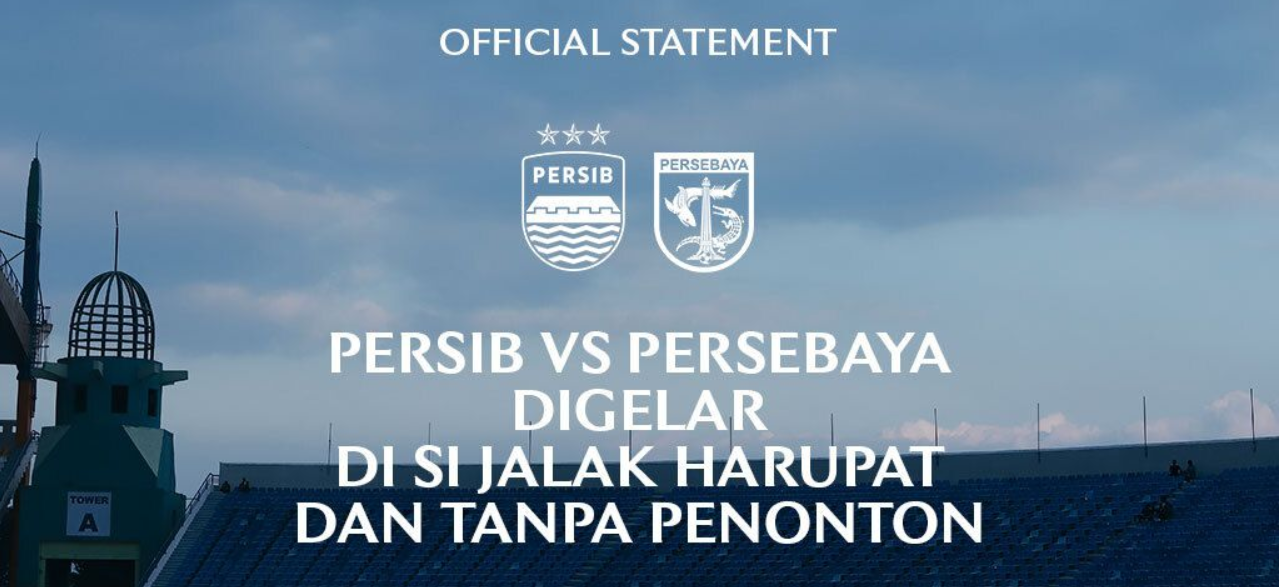 OFFICIAL STATEMENT
PERSIB
PERSEBAYA
PERSIB VS PERSEBAYA
DIGELAR
DI SI JALAK HARUPAT
DAN TANPA PENONTON
TOWER
A